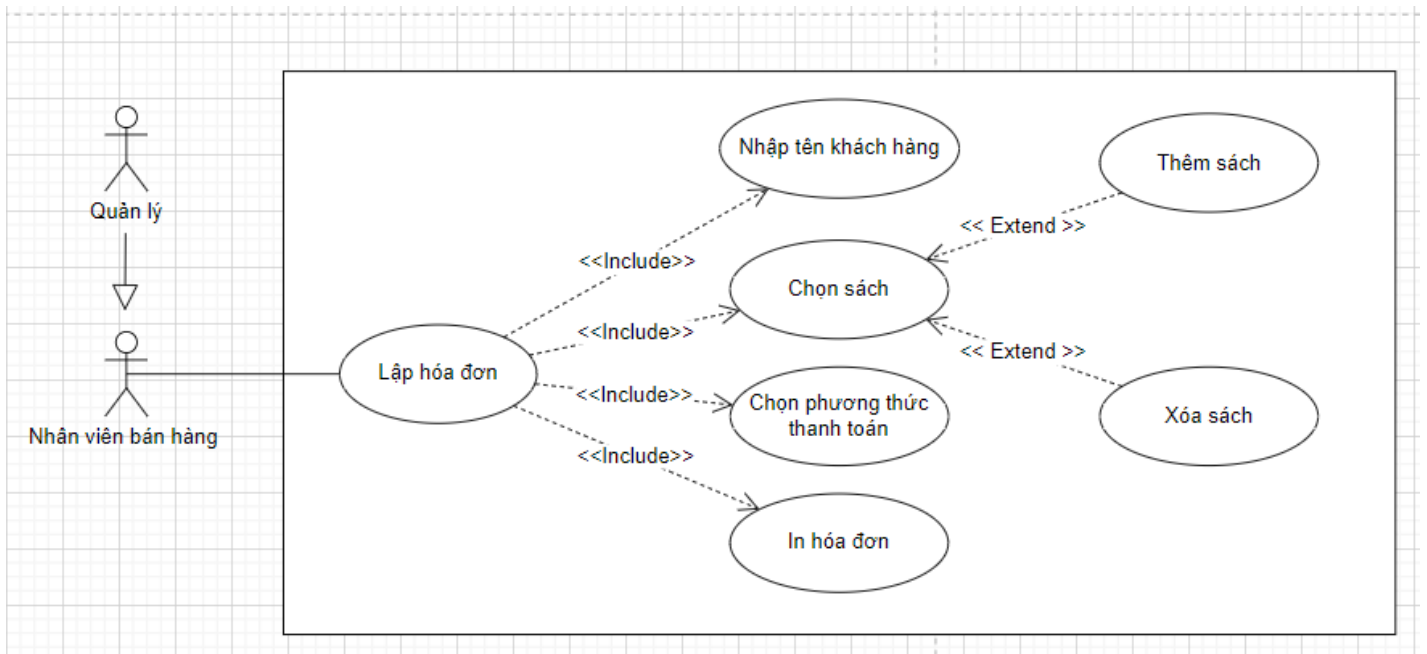 Quản lý
Nhân viên bán hàng
Lập hóa đơn
<<Include>>
<<Include>>
<<Include>>
<<Include>>
Nhập tên khách hàng
Chọn sách
Chọn phương thức
thanh toán
In hóa đơn
<< Extend >>
<< Extend >>
Thêm sách
Xóa sách